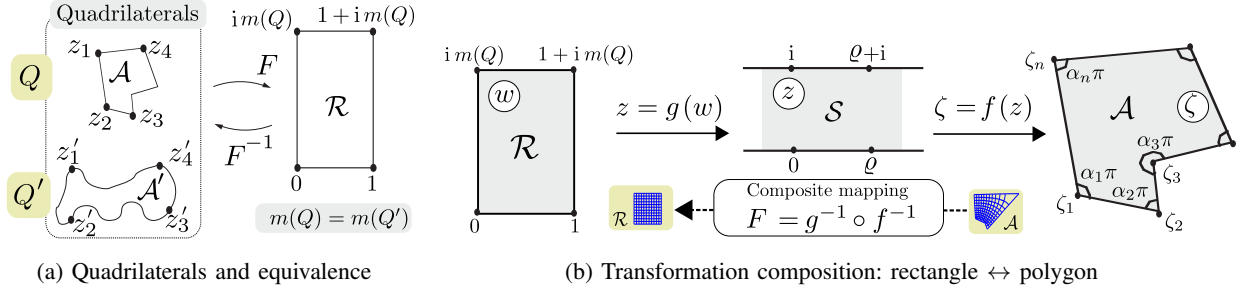 Quadrilaterals
Q
z₁ z₄
𝒜
z₂ z₃
Q′
z′₁ z′₄
𝒜′
z′₂ z′₃
F
F⁻¹
i m(Q) 1 + i m(Q)
ℛ
0 1
m(Q) = m(Q′)
(a) Quadrilaterals and equivalence
i m(Q) 1 + i m(Q)
w
ℛ
0 1
z = g(w)
i ϱ+i
z
𝒮
0 ϱ
ζ = f(z)
ℛ
Composite mapping
F = g⁻¹ ∘ f⁻¹
𝒜
ζₙ
αₙπ
𝒜
ζ
α₃π
ζ₃
α₁π
α₂π
ζ₁
ζ₂
(b) Transformation composition: rectangle ↔ polygon